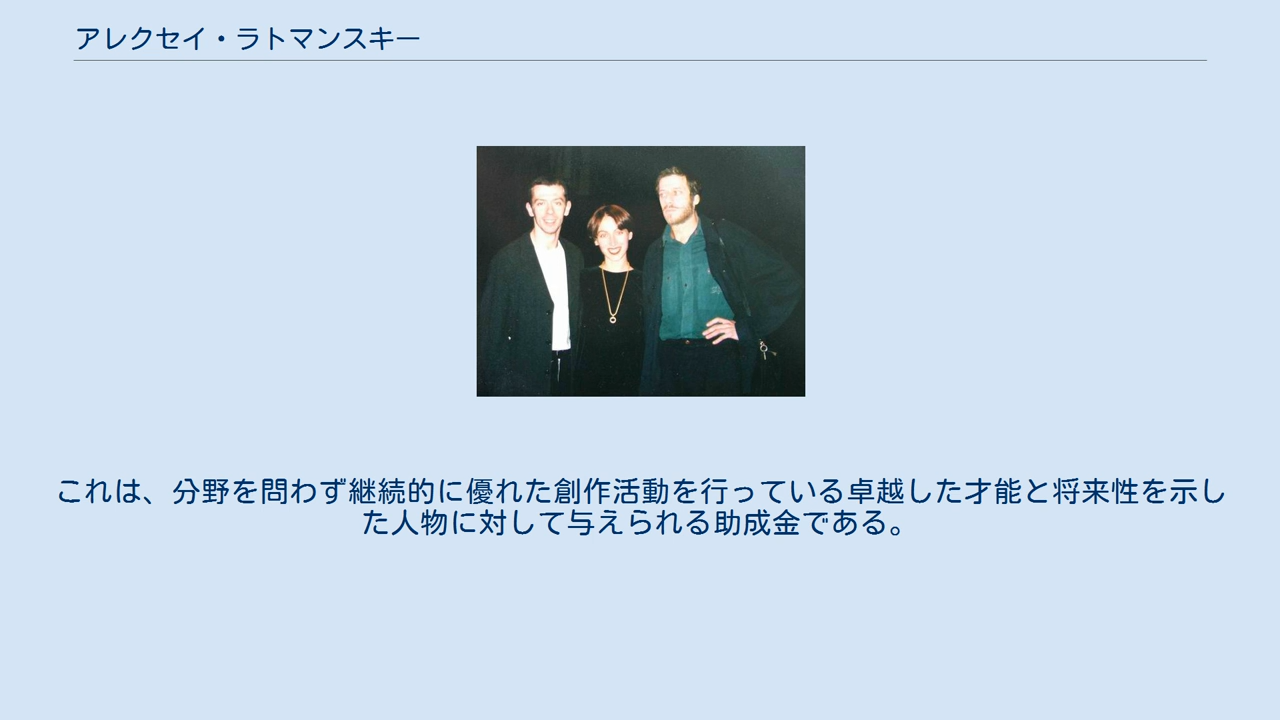 アレクセイ・ラトマンスキー
これは、分野を問わず継続的に優れた創作活動を行っている卓越した才能と将来性を示し
た人物に対して与えられる助成金である。